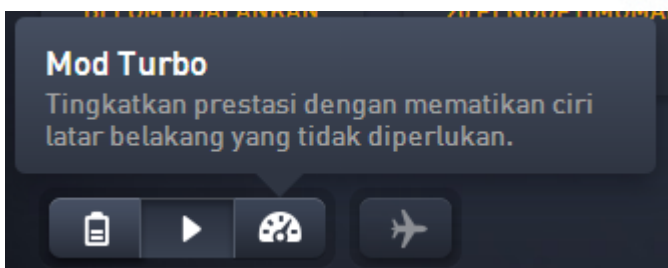 Mod Turbo
Tingkatkan prestasi dengan mematikan ciri
latar belakang yang tidak diperlukan.